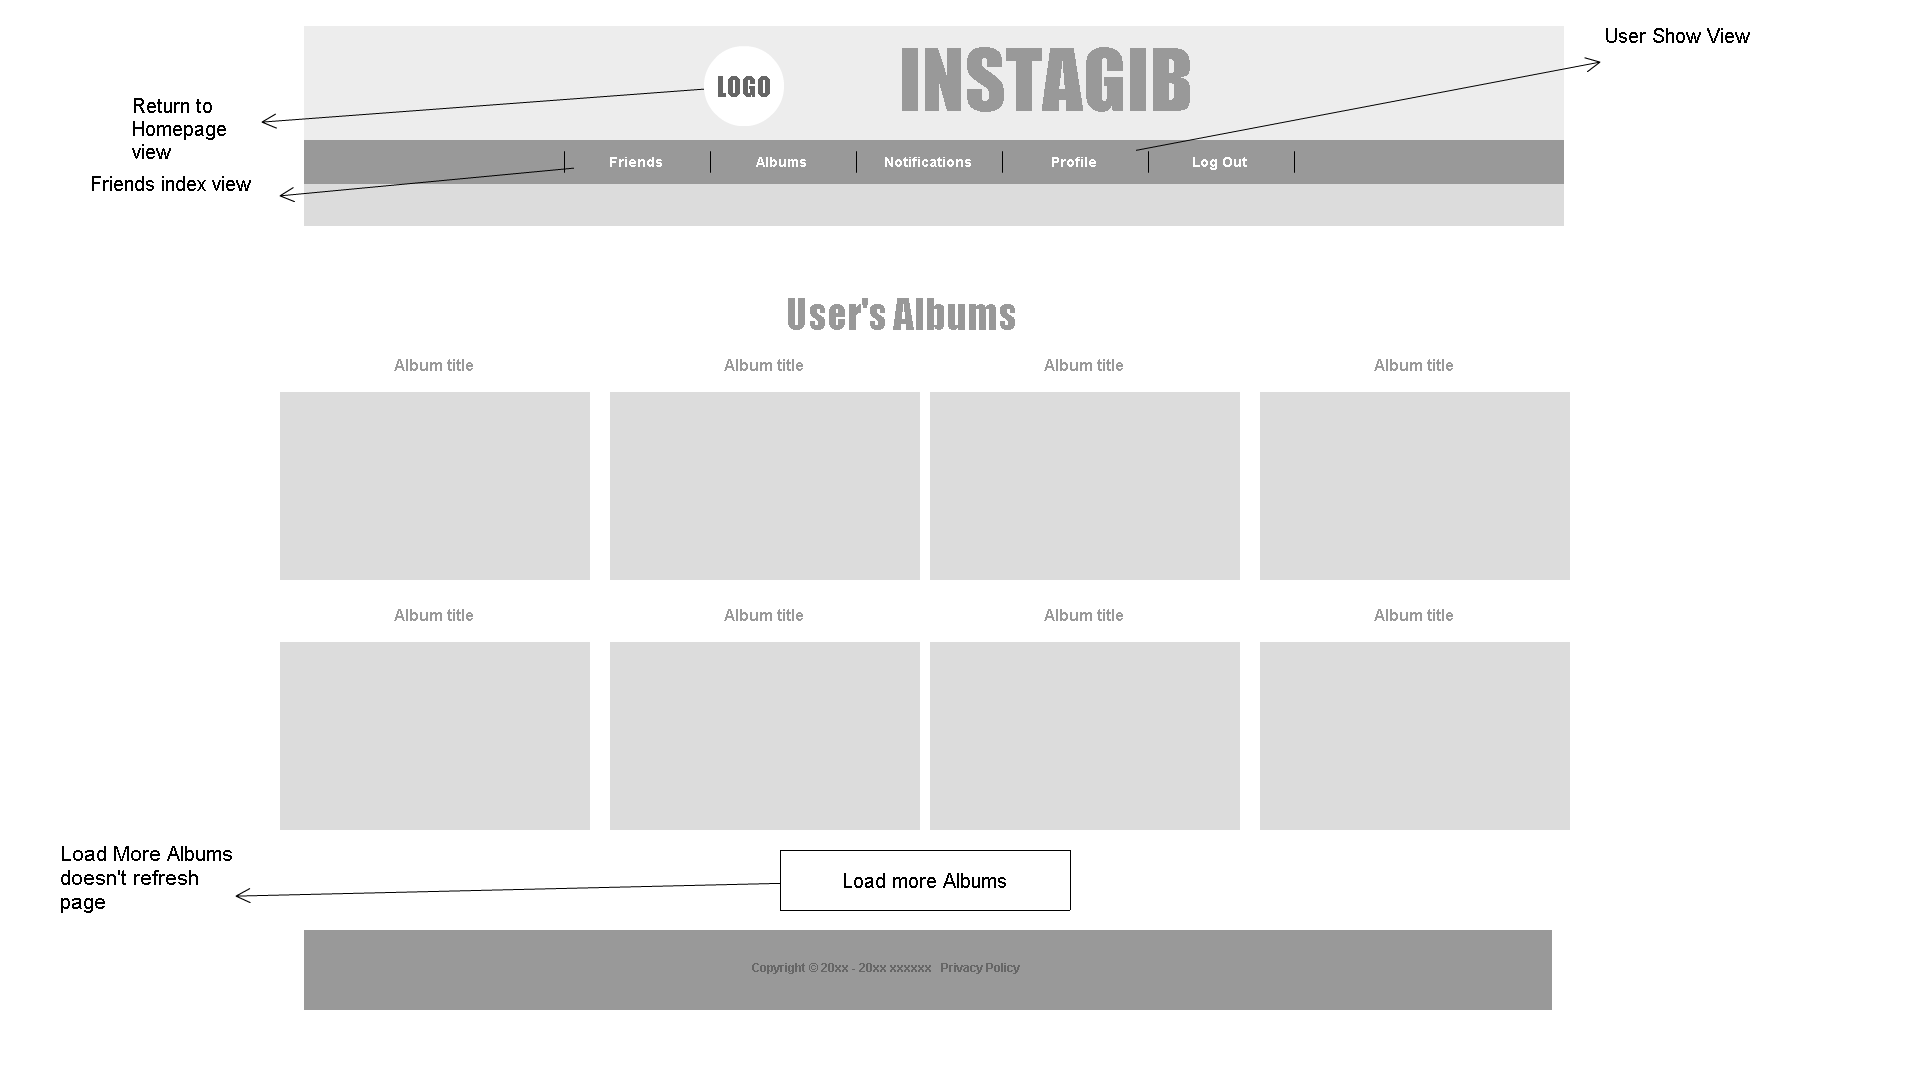 User Show View
INSTAGIB
LOGO
Return to
Homepage
view
Friends Albums Notifications Profile Log Out
Friends index view
User's Albums
Album title Album title Album title Album title
Album title Album title Album title Album title
Load More Albums
doesn't refresh
page
Load more Albums
Copyright © 20xx - 20xx xxxxxx Privacy Policy